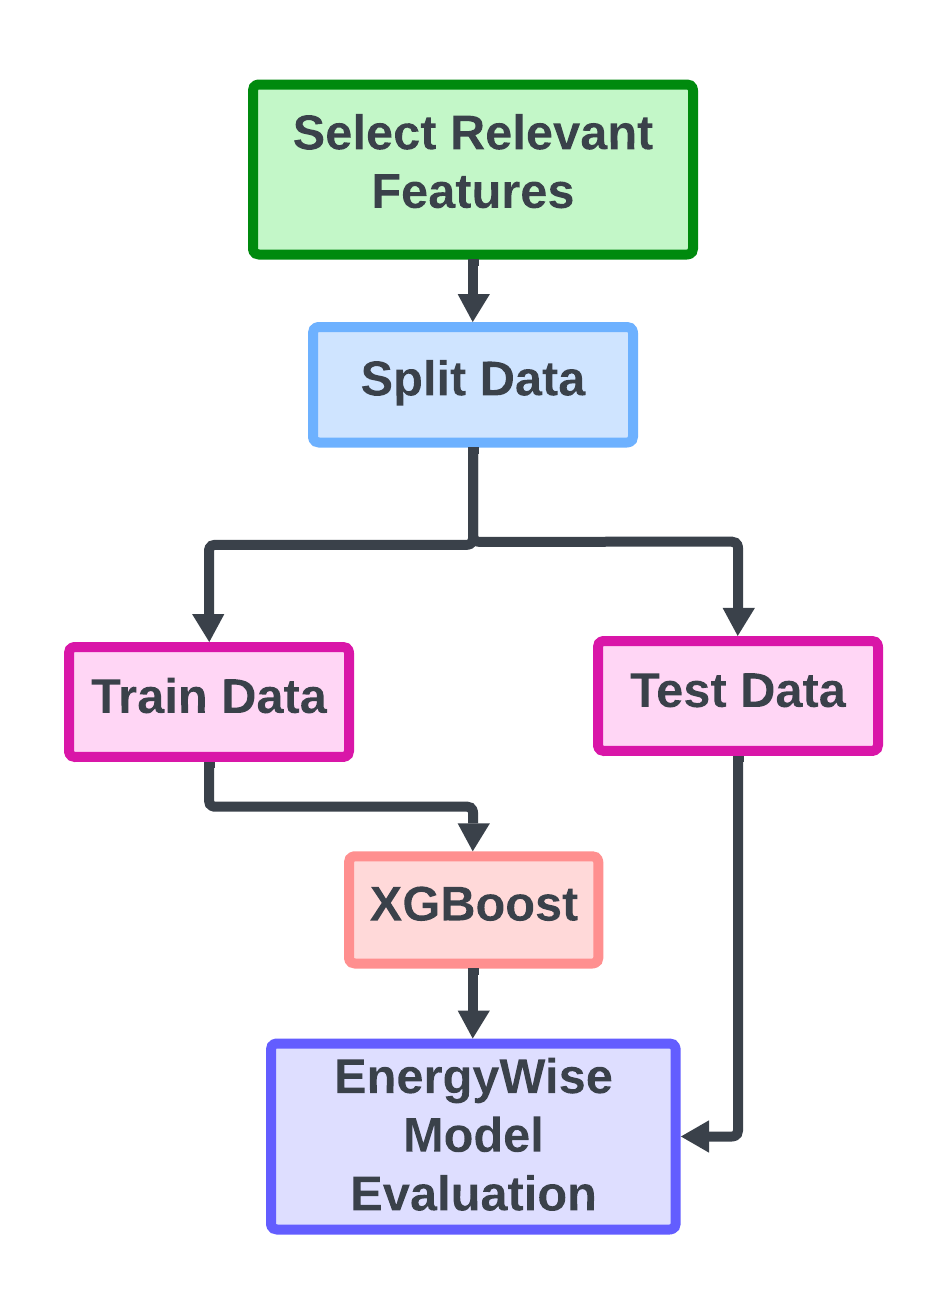 Select Relevant
Features
Split Data
Train Data
Test Data
XGBoost
EnergyWise
Model
Evaluation